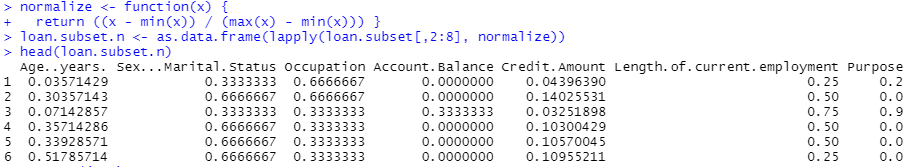 > normalize <- function(x) {
+   return ((x - min(x)) / (max(x) - min(x))) }
> loan.subset.n <- as.data.frame(lapply(loan.subset[,2:8], normalize))
> head(loan.subset.n)
  Age..years. Sex...Marital.Status Occupation Account.Balance Credit.Amount Length.of.current.employment Purpose
1 0.03571429 0.3333333 0.6666667 0.0000000 0.04396390 0.25 0.2
2 0.30357143 0.6666667 0.6666667 0.0000000 0.14025531 0.50 0.0
3 0.07142857 0.3333333 0.3333333 0.3333333 0.03251898 0.75 0.9
4 0.35714286 0.6666667 0.3333333 0.0000000 0.10300429 0.50 0.0
5 0.33928571 0.6666667 0.3333333 0.0000000 0.10570045 0.50 0.0
6 0.51785714 0.6666667 0.3333333 0.0000000 0.10955211 0.25 0.0